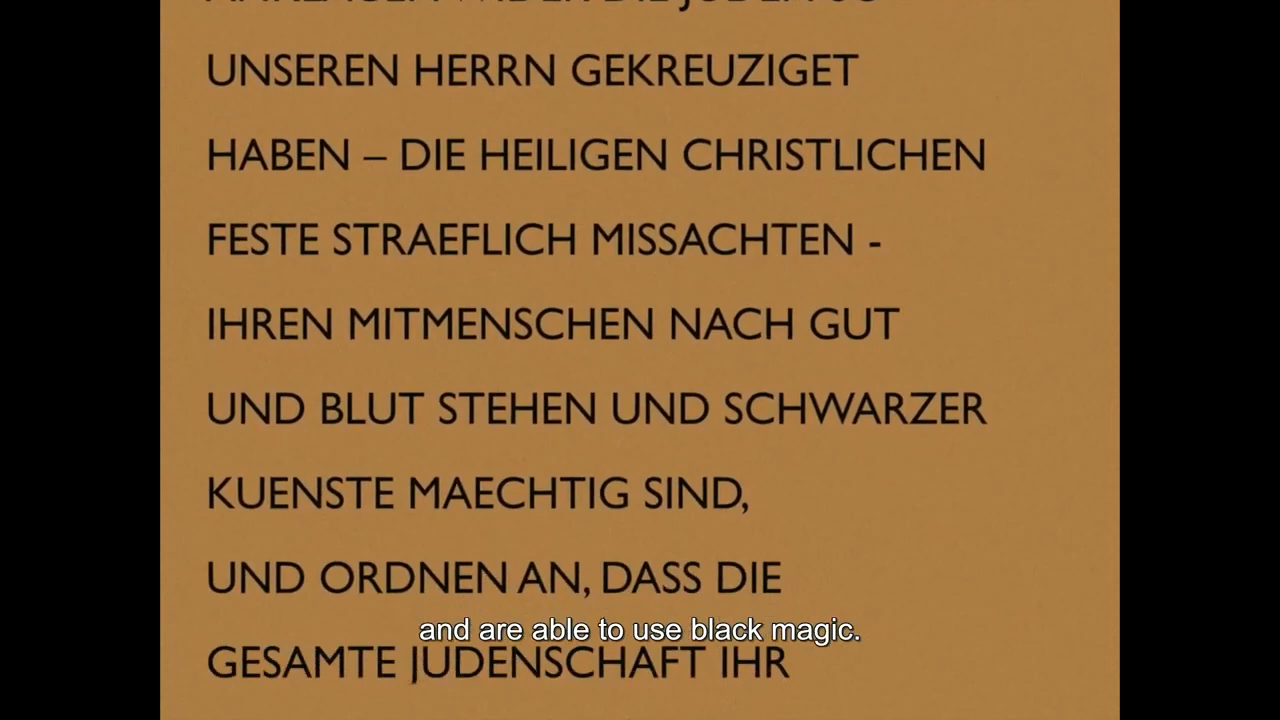 UNSEREN HERRN GEKREUZIGET
HABEN – DIE HEILIGEN CHRISTLICHEN
FESTE STRAEFLICH MISSACHTEN -
IHREN MITMENSCHEN NACH GUT
UND BLUT STEHEN UND SCHWARZER
KUENSTE MAECHTIG SIND,
UND ORDNEN AN, DASS DIE
and are able to use black magic.
GESAMTE JUDENSCHAFT IHR